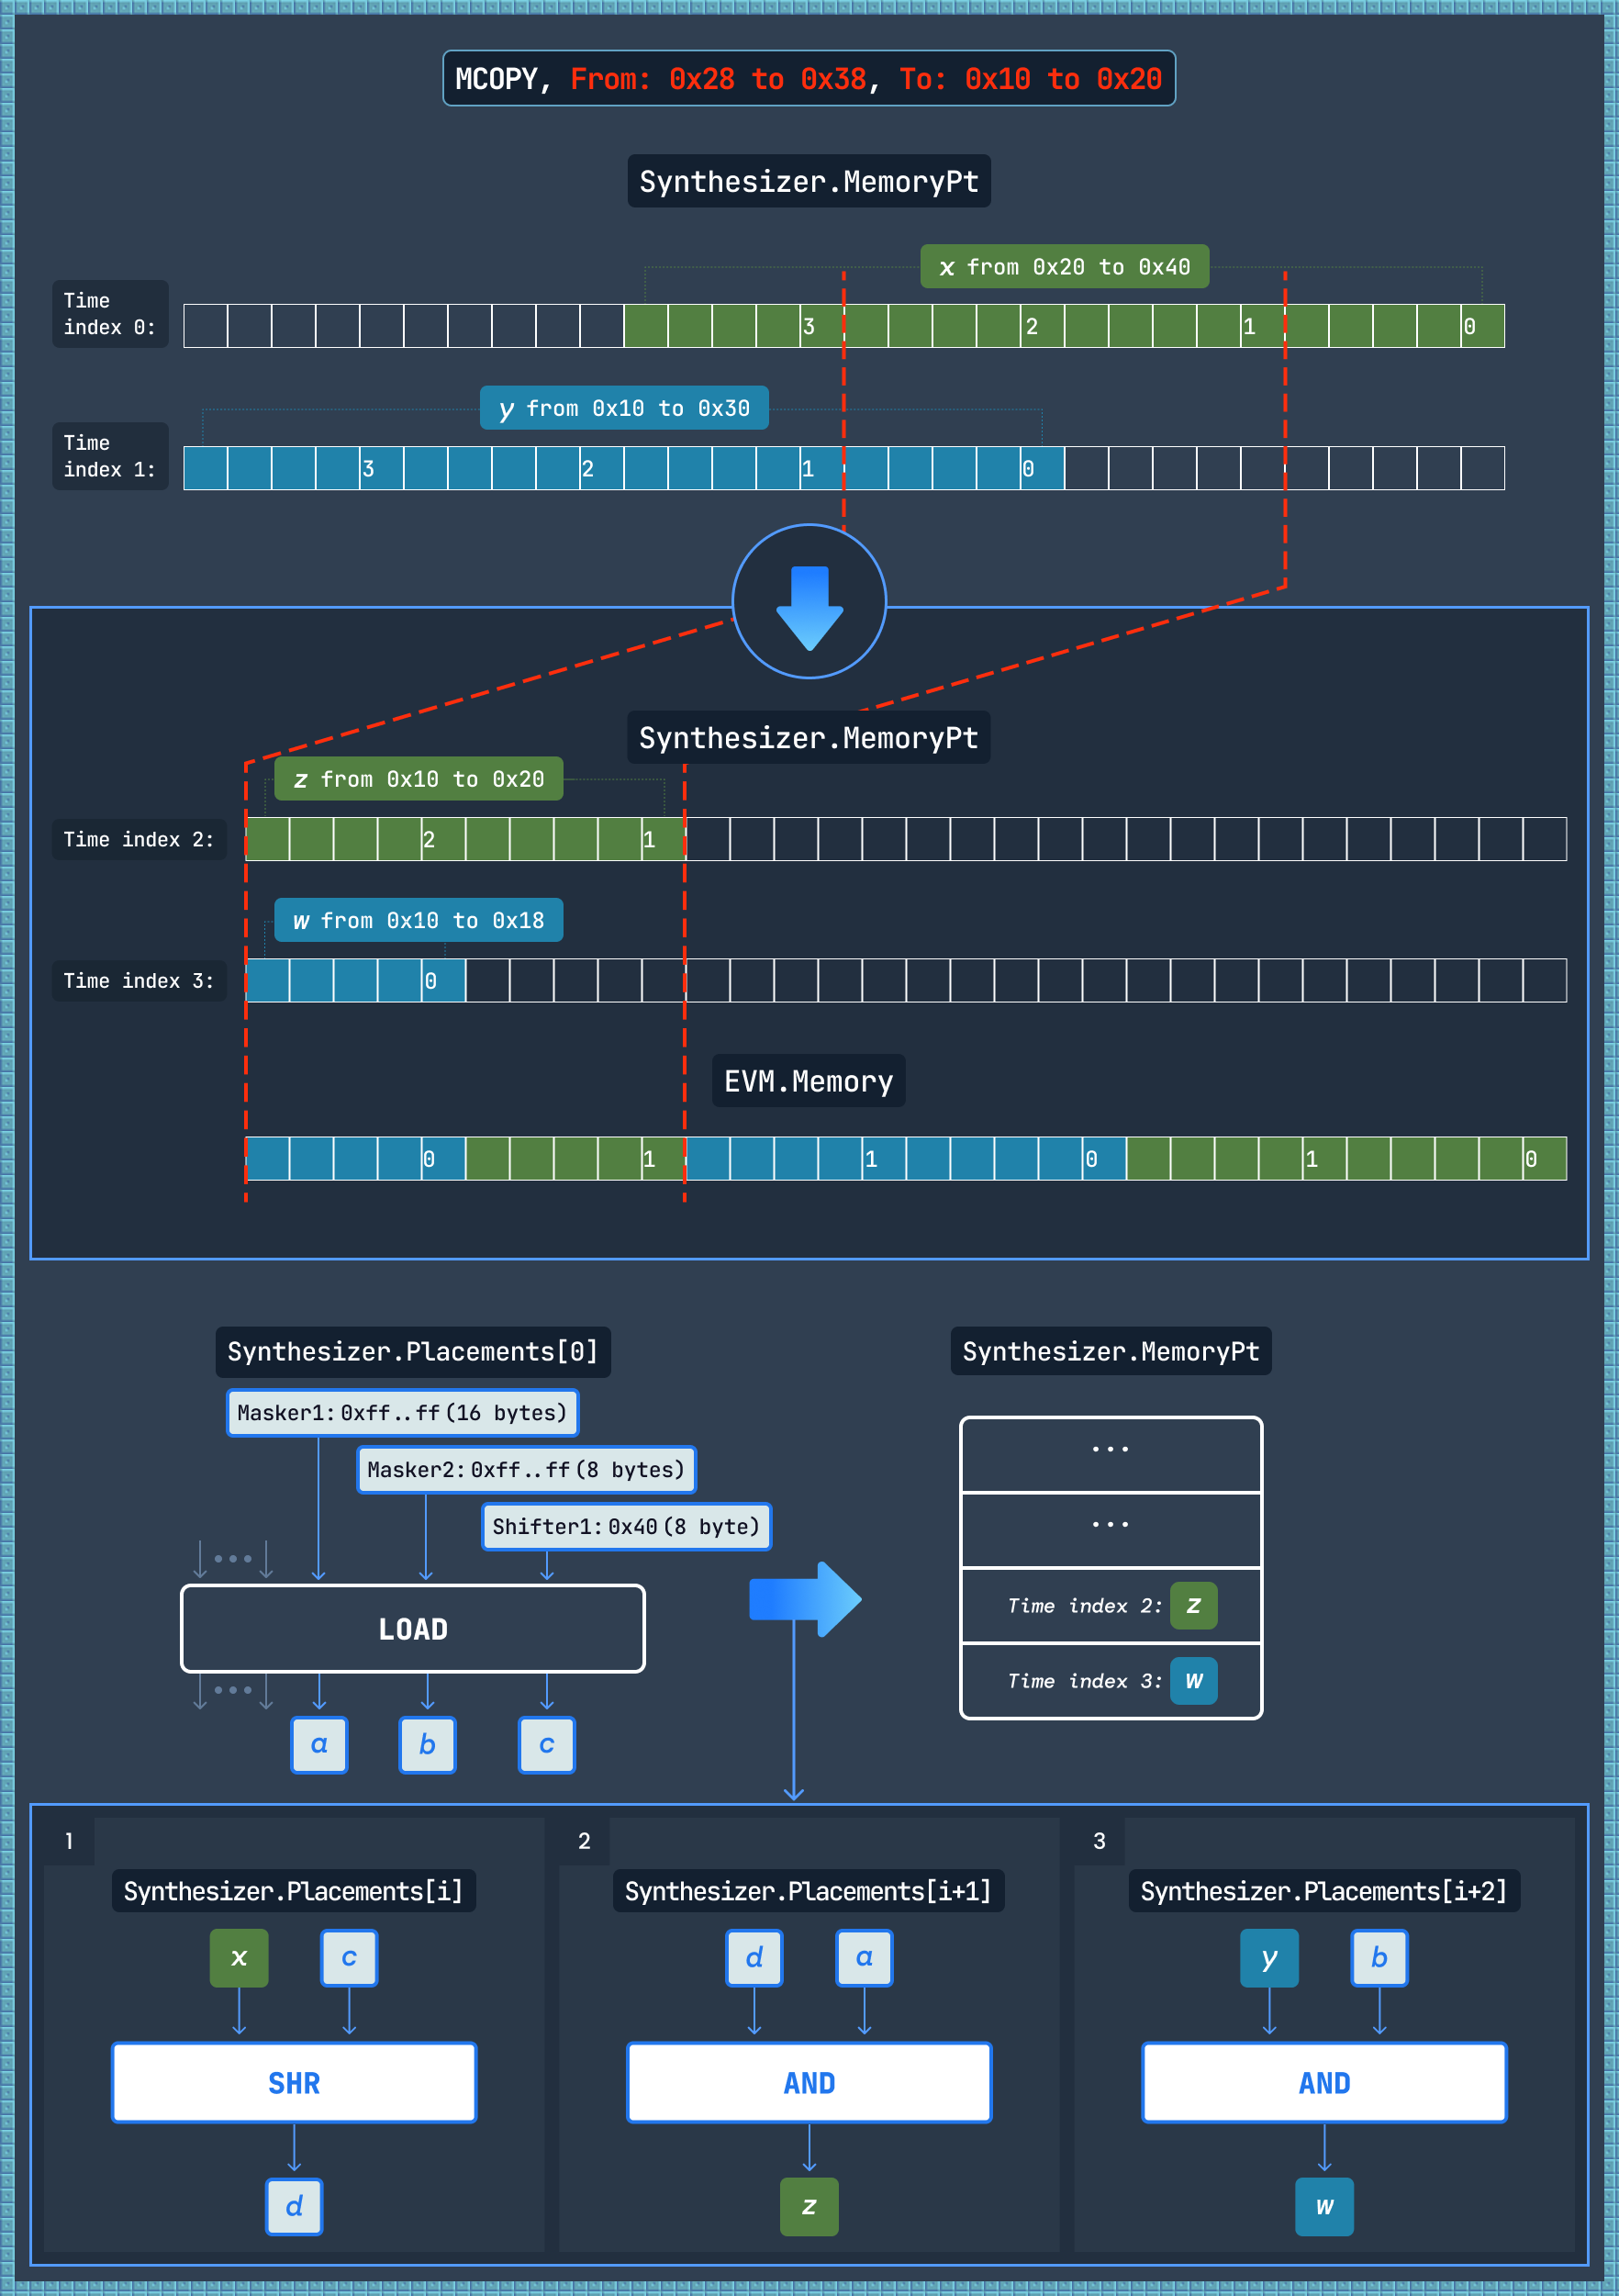 MCOPY, From: 0x28 to 0x38, To: 0x10 to 0x20
Synthesizer.MemoryPt
x from 0x20 to 0x40
Time
index 0:
3 2 1 0
y from 0x10 to 0x30
Time
index 1:
3 2 1 0
Synthesizer.MemoryPt
z from 0x10 to 0x20
Time index 2:
2 1
w from 0x10 to 0x18
Time index 3:
0
EVM.Memory
0 1 1 0 1 0
Synthesizer.Placements[0]
Masker1: 0xff..ff (16 bytes)
Masker2: 0xff..ff (8 bytes)
Shifter1: 0x40 (8 byte)
...
LOAD
...
a b c
Synthesizer.MemoryPt
...
...
Time index 2: z
Time index 3: w
1
Synthesizer.Placements[i]
x c
SHR
d
2
Synthesizer.Placements[i+1]
d a
AND
z
3
Synthesizer.Placements[i+2]
y b
AND
w